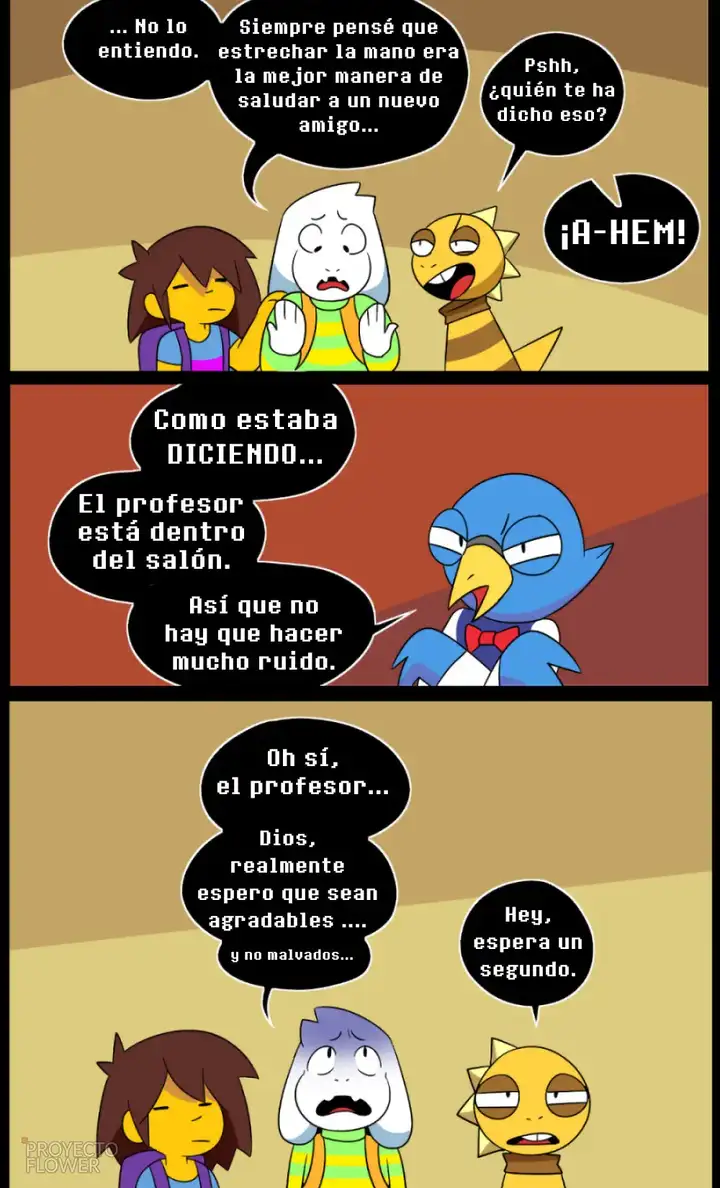 ... No lo
entiendo.
Siempre pensé que
estrechar la mano era
la mejor manera de
saludar a un nuevo
amigo...
Pshh,
¿quién te ha
dicho eso?
¡A-HEM!
Como estaba
DICIENDO...
El profesor
está dentro
del salón.
Así que no
hay que hacer
mucho ruido.
Oh sí,
el profesor...
Dios,
realmente
espero que sean
agradables ....
y no malvados...
Hey,
espera un
segundo.
PROYECTO
FLOWER